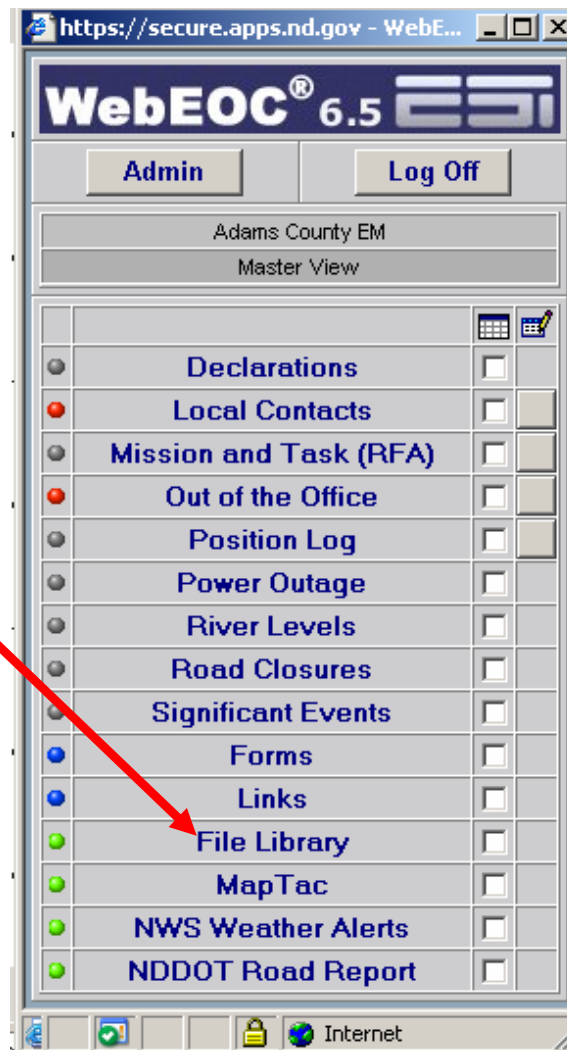 https://secure.apps.nd.gov - WebE...
WebEOC® 6.5 ESI
Admin Log Off
Adams County EM
Master View
Declarations
Local Contacts
Mission and Task (RFA)
Out of the Office
Position Log
Power Outage
River Levels
Road Closures
Significant Events
Forms
Links
File Library
MapTac
NWS Weather Alerts
NDDOT Road Report
Internet